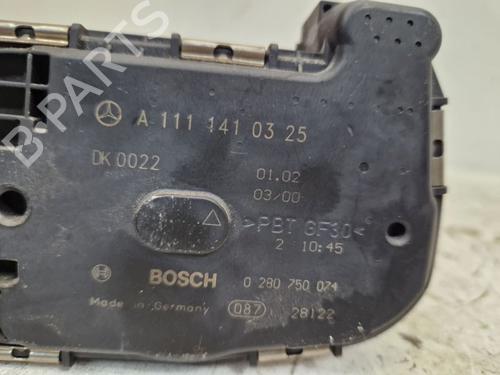 A 111 141 03 25
DK 0022
01.02
03/00
>PBT GF30<
2 10:45
BOSCH 0 280 750 074
Made in Germany 087 28122